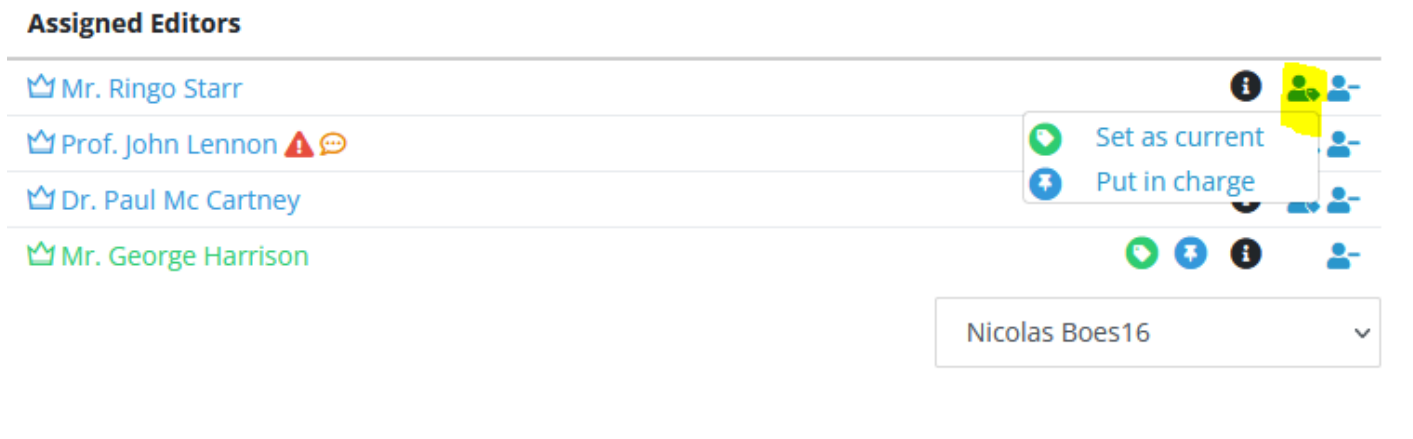 Assigned Editors
Mr. Ringo Starr
Prof. John Lennon
Set as current
Put in charge
Dr. Paul Mc Cartney
Mr. George Harrison
Nicolas Boes16